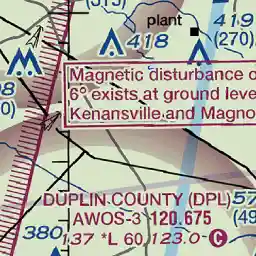 (313)
plant
419
(270)
418
Magnetic disturbance o
6° exists at ground leve
Kenansville and Magno
DUPLIN COUNTY (DPL)
57
AWOS-3 120.675
(49
380
137 *L 60 123.0 C